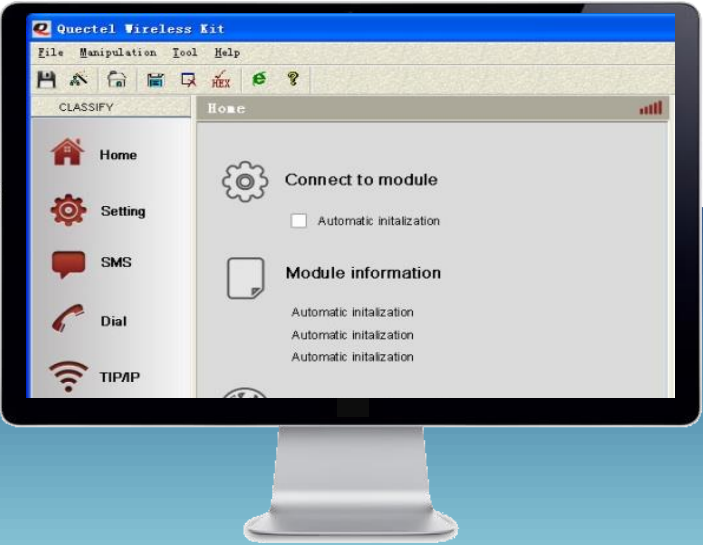 Quectel Wireless Kit
File Manipulation Tool Help
HEX
CLASSIFY
Home
Home
Setting
SMS
Dial
TIP/IP
Connect to module
Automatic initalization
Module information
Automatic initalization
Automatic initalization
Automatic initalization